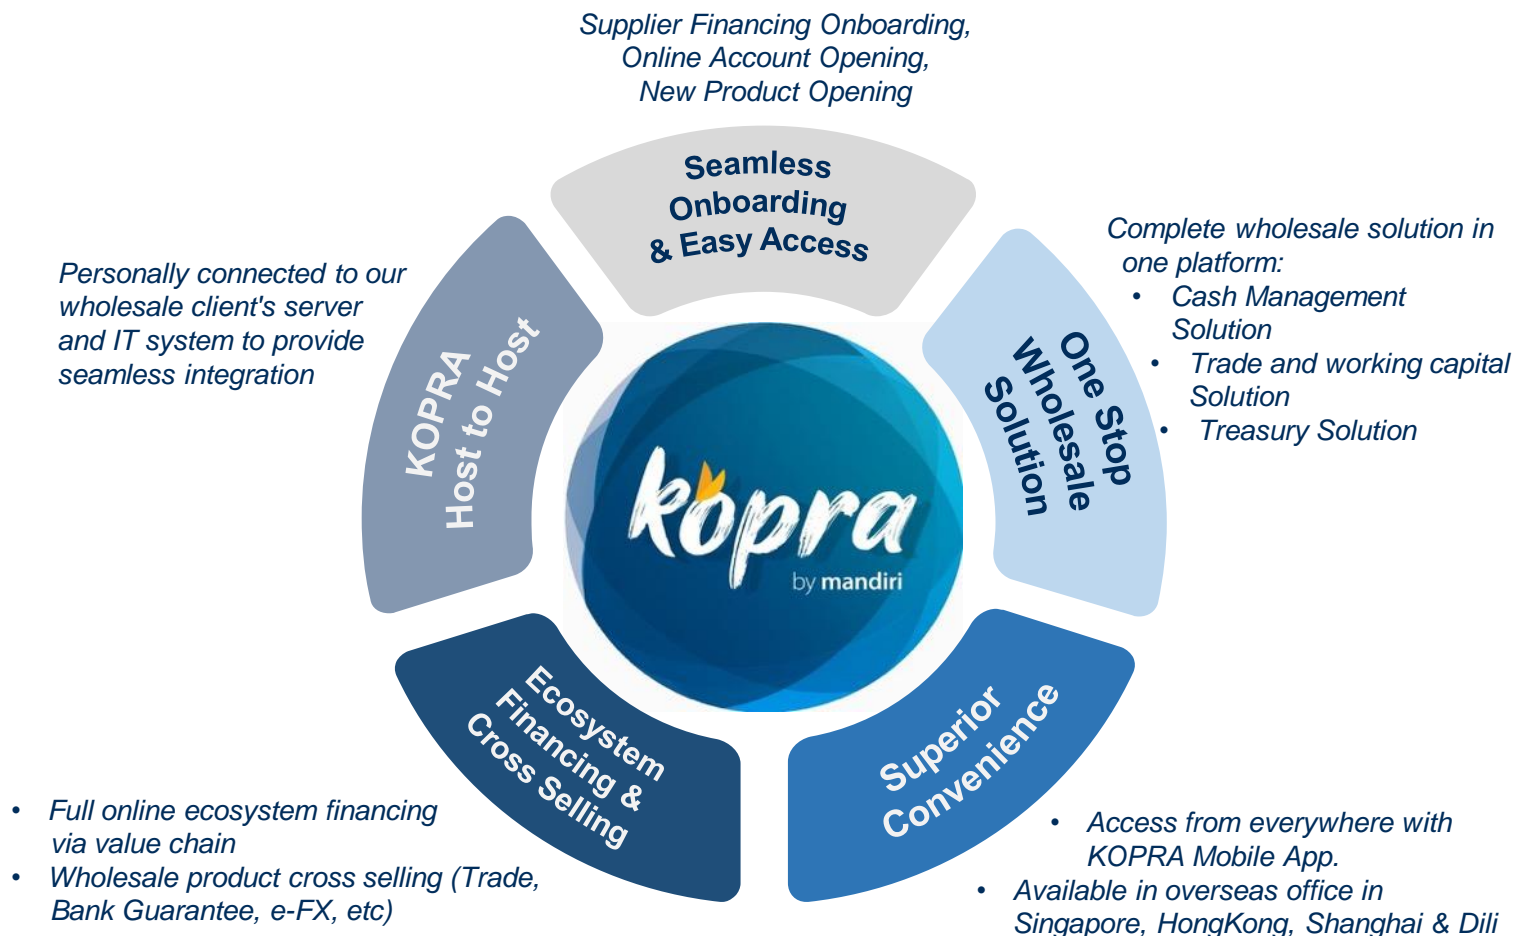 Supplier Financing Onboarding,
Online Account Opening,
New Product Opening
Seamless
Onboarding
& Easy Access
Complete wholesale solution in
one platform:
• Cash Management
Solution
• Trade and working capital
Solution
• Treasury Solution
One Stop
Wholesale
Solution
Personally connected to our
wholesale client's server
and IT system to provide
seamless integration
KOPRA
Host to Host
kopra
by mandiri
Ecosystem
Financing &
Cross Selling
Superior
Convenience
• Full online ecosystem financing
via value chain
• Wholesale product cross selling (Trade,
Bank Guarantee, e-FX, etc)
• Access from everywhere with
KOPRA Mobile App.
• Available in overseas office in
Singapore, HongKong, Shanghai & Dili